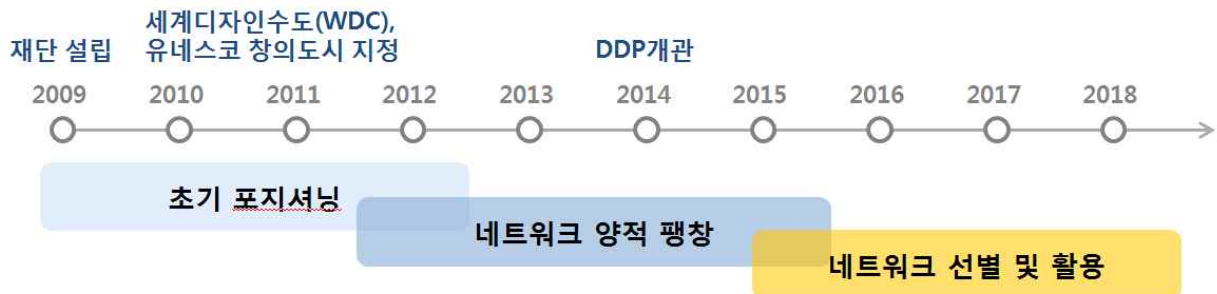 세계디자인수도(WDC),
재단 설립 유네스코 창의도시 지정 DDP개관
2009 2010 2011 2012 2013 2014 2015 2016 2017 2018
초기 포지셔닝
네트워크 양적 팽창
네트워크 선별 및 활용